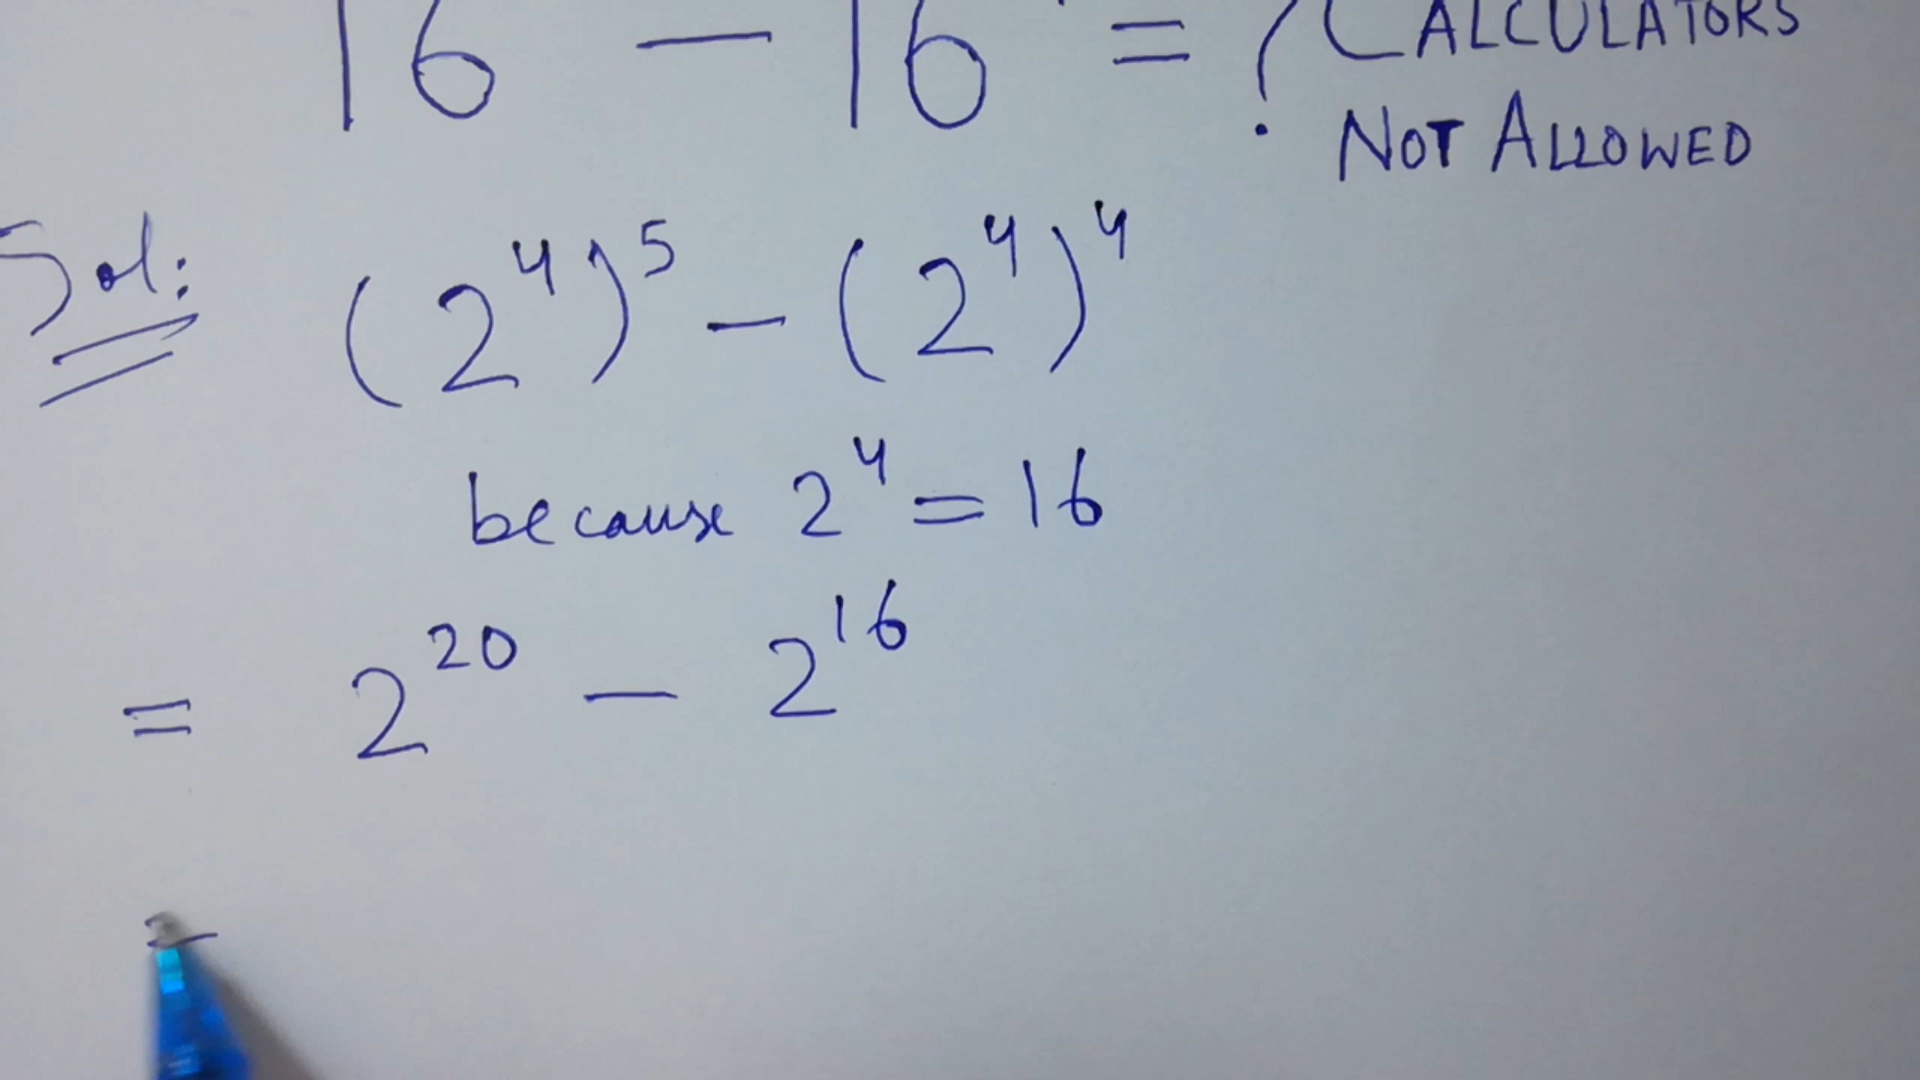 16 − 16 = ? CALCULATORS
NOT ALLOWED
Sol: (2⁴)⁵ − (2⁴)⁴
because 2⁴ = 16
= 2²⁰ − 2¹⁶
=